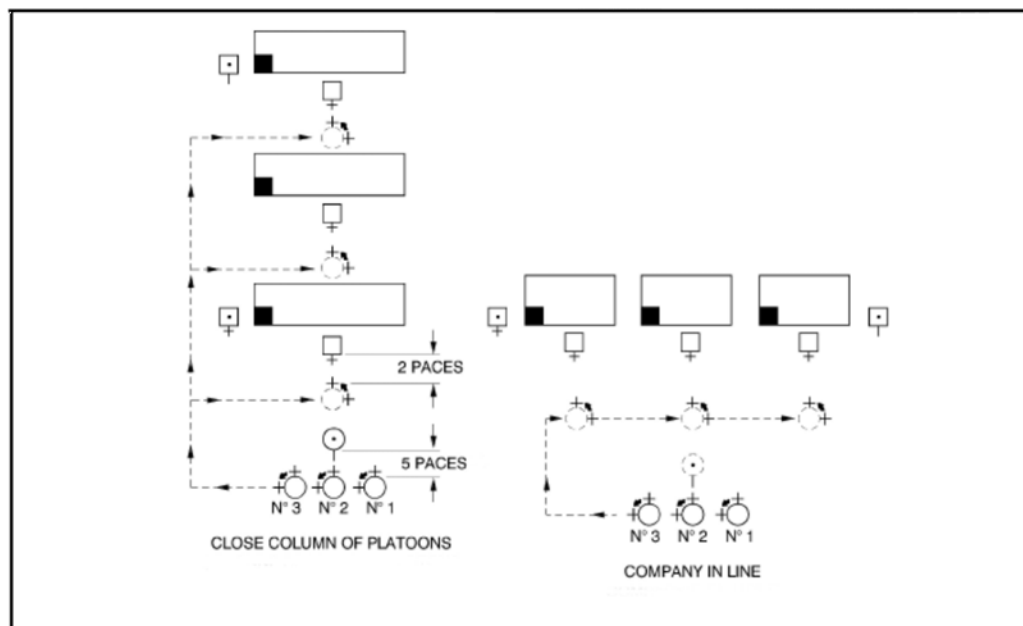 2 PACES
5 PACES
N° 3 N° 2 N° 1
CLOSE COLUMN OF PLATOONS
N° 3 N° 2 N° 1
COMPANY IN LINE